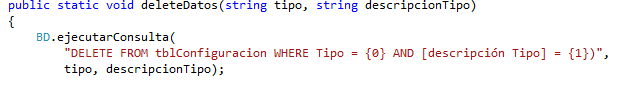 public static void deleteDatos(string tipo, string descripcionTipo)
{
BD.ejecutarConsulta(
"DELETE FROM tblConfiguracion WHERE Tipo = {0} AND [descripción Tipo] = {1})",
tipo, descripcionTipo);